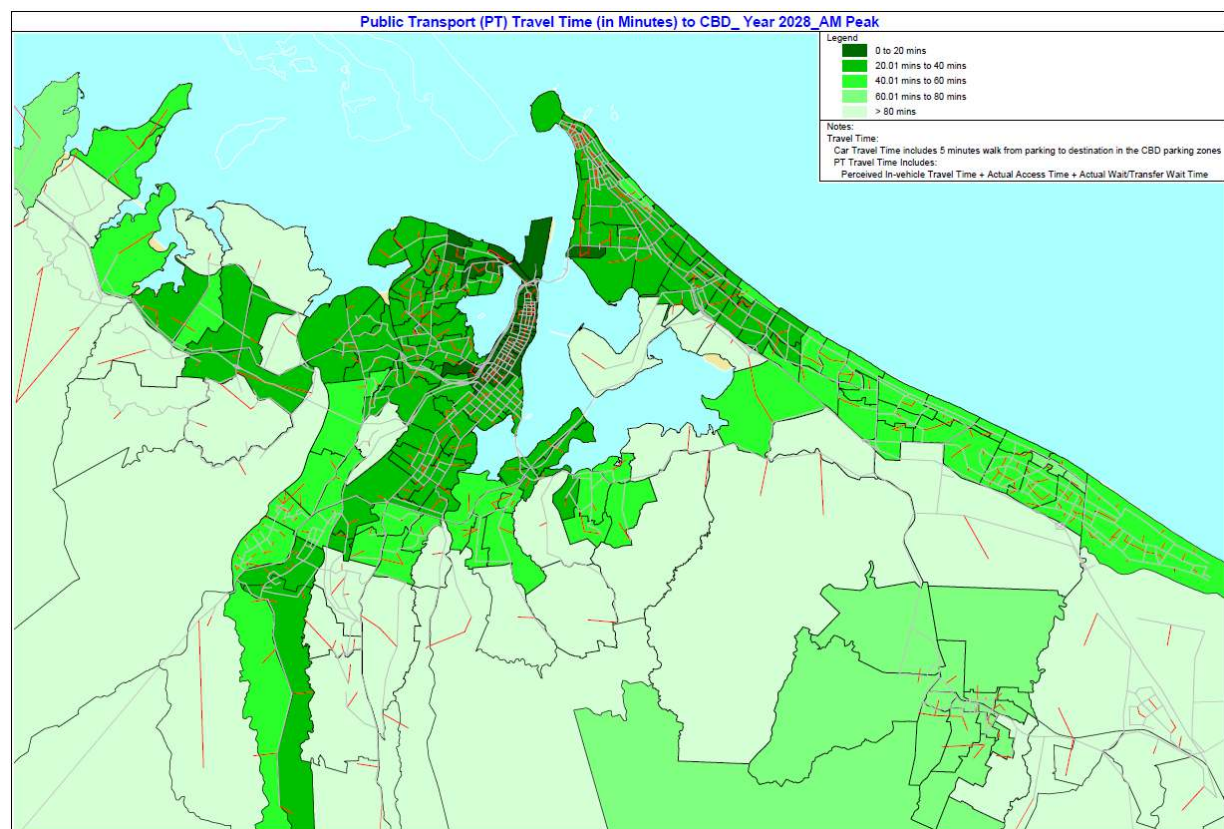 Public Transport (PT) Travel Time (in Minutes) to CBD_ Year 2028_AM Peak
Legend
0 to 20 mins
20.01 mins to 40 mins
40.01 mins to 60 mins
60.01 mins to 80 mins
> 80 mins
Notes:
Travel Time:
Car Travel Time includes 5 minutes walk from parking to destination in the CBD parking zones
PT Travel Time Includes:
Perceived In-vehicle Travel Time + Actual Access Time + Actual Wait/Transfer Wait Time